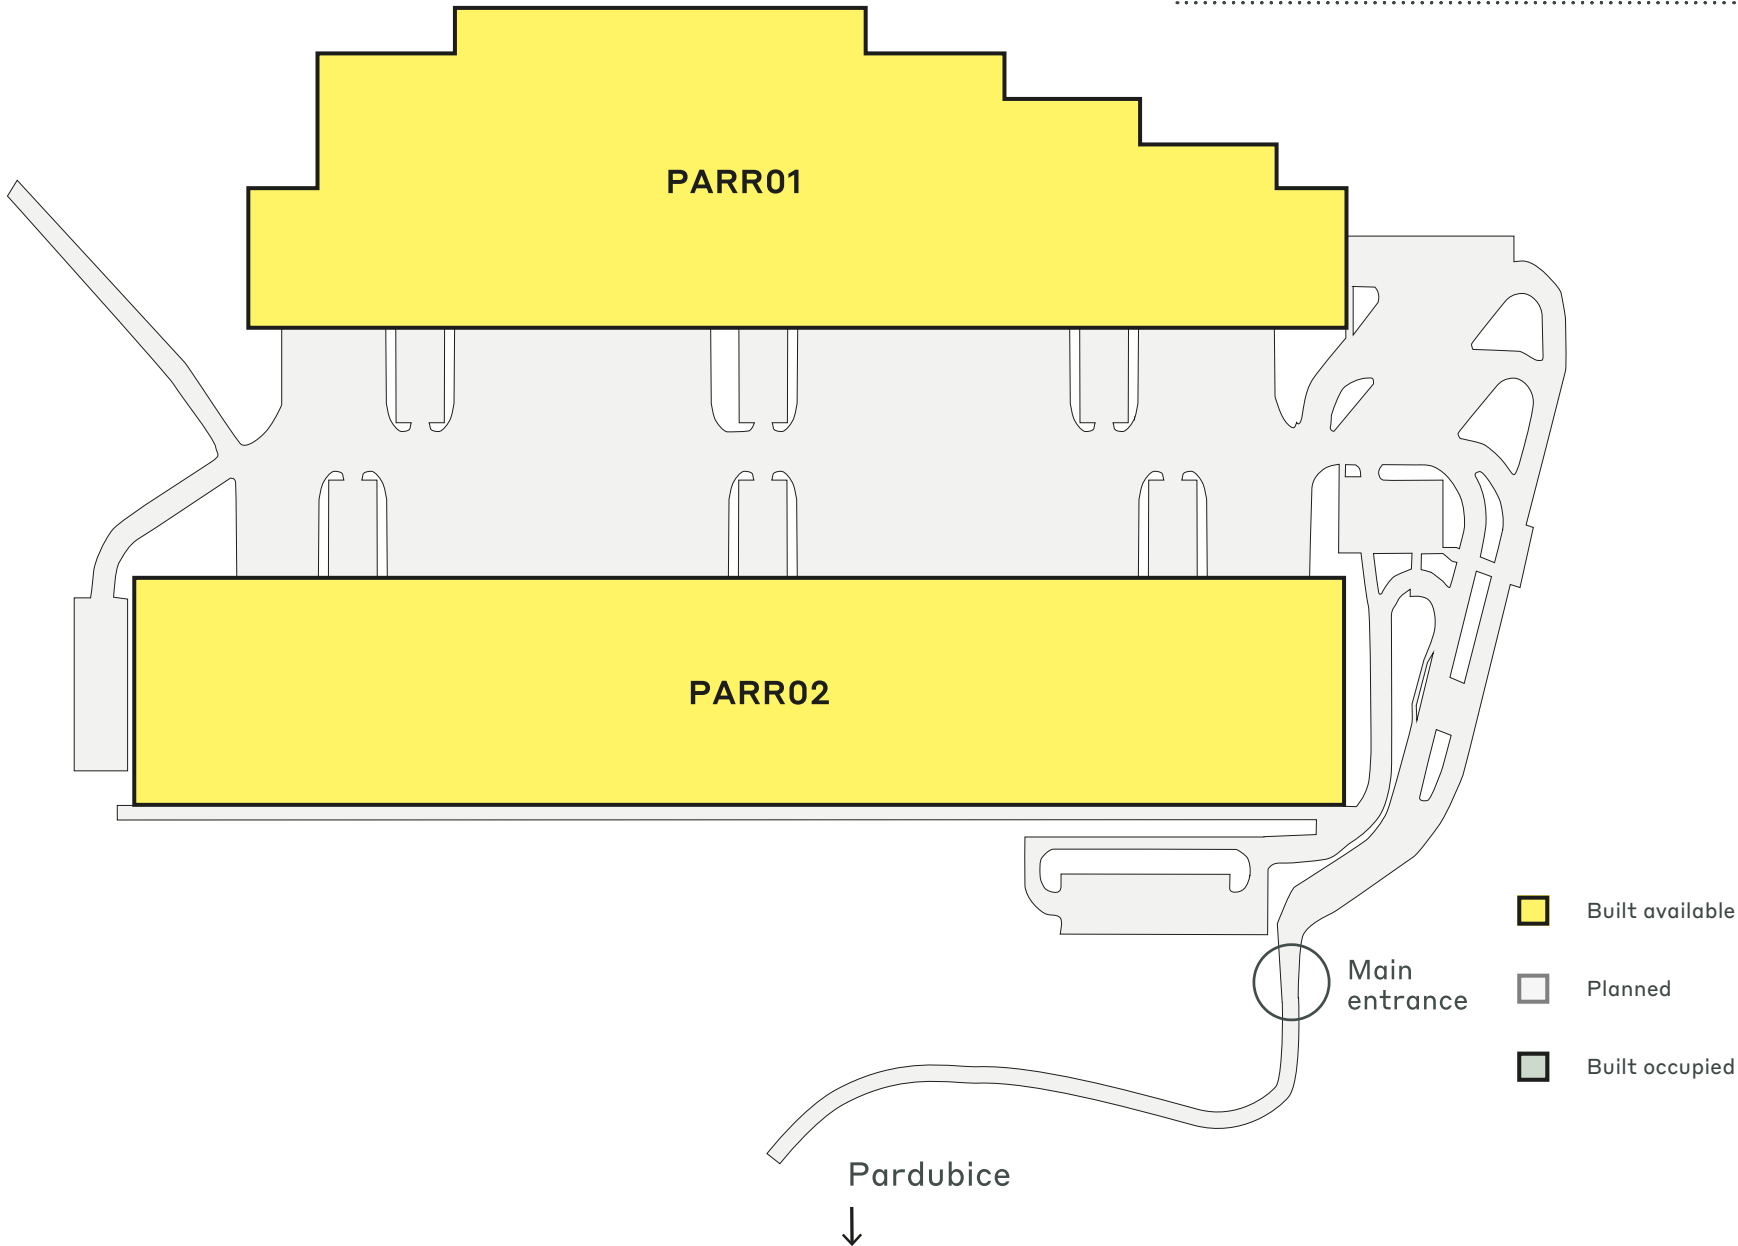 PARR01
PARR02
Built available
Main
entrance
Planned
Built occupied
Pardubice